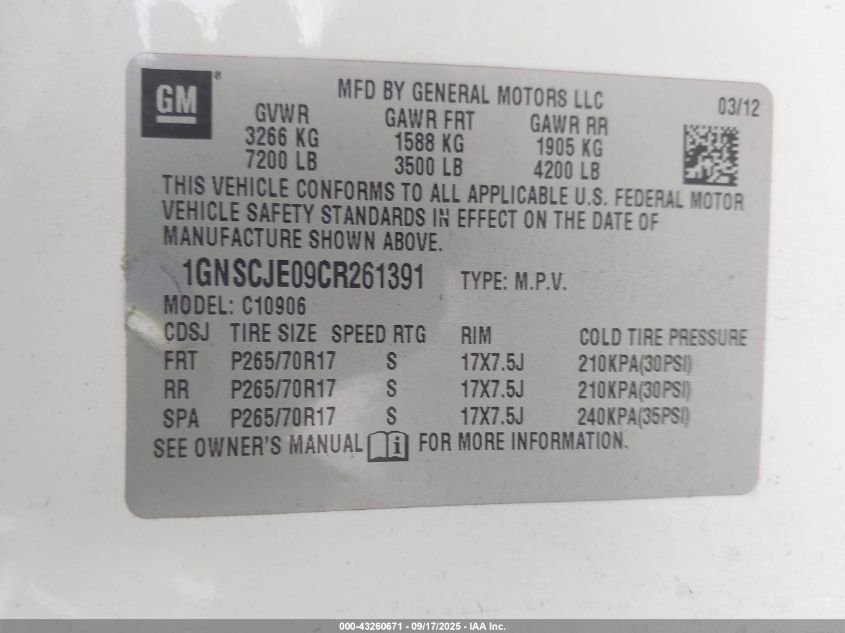 GM ®
MFD BY GENERAL MOTORS LLC
03/12
GVWR GAWR FRT GAWR RR
3266 KG 1588 KG 1905 KG
7200 LB 3500 LB 4200 LB
THIS VEHICLE CONFORMS TO ALL APPLICABLE U.S. FEDERAL MOTOR
VEHICLE SAFETY STANDARDS IN EFFECT ON THE DATE OF
MANUFACTURE SHOWN ABOVE.
1GNSCJE09CR261391 TYPE: M.P.V.
MODEL: C10906
CDSJ TIRE SIZE SPEED RTG RIM COLD TIRE PRESSURE
FRT P265/70R17 S 17X7.5J 210KPA(30PSI)
RR P265/70R17 S 17X7.5J 210KPA(30PSI)
SPA P265/70R17 S 17X7.5J 240KPA(35PSI)
SEE OWNER'S MANUAL i FOR MORE INFORMATION.
000-43260671 - 09/17/2025 - IAA Inc.